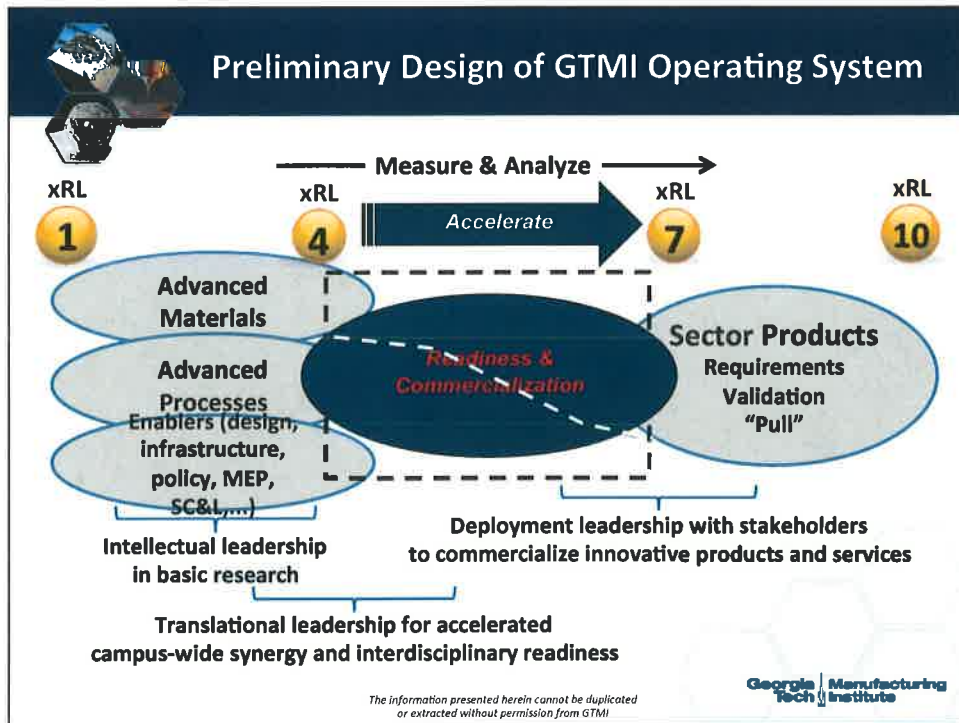 Preliminary Design of GTMI Operating System
Measure & Analyze
xRL
xRL
xRL
xRL
1
4
Accelerate
7
10
Advanced
Materials
Advanced
Processes
Enablers (design,
infrastructure,
policy, MEP,
SC&L,...)
Readiness &
Commercialization
Sector Products
Requirements
Validation
“Pull”
Intellectual leadership
in basic research
Deployment leadership with stakeholders
to commercialize innovative products and services
Translational leadership for accelerated
campus-wide synergy and interdisciplinary readiness
The information presented herein cannot be duplicated
or extracted without permission from GTMI
Georgia Manufacturing
Tech Institute